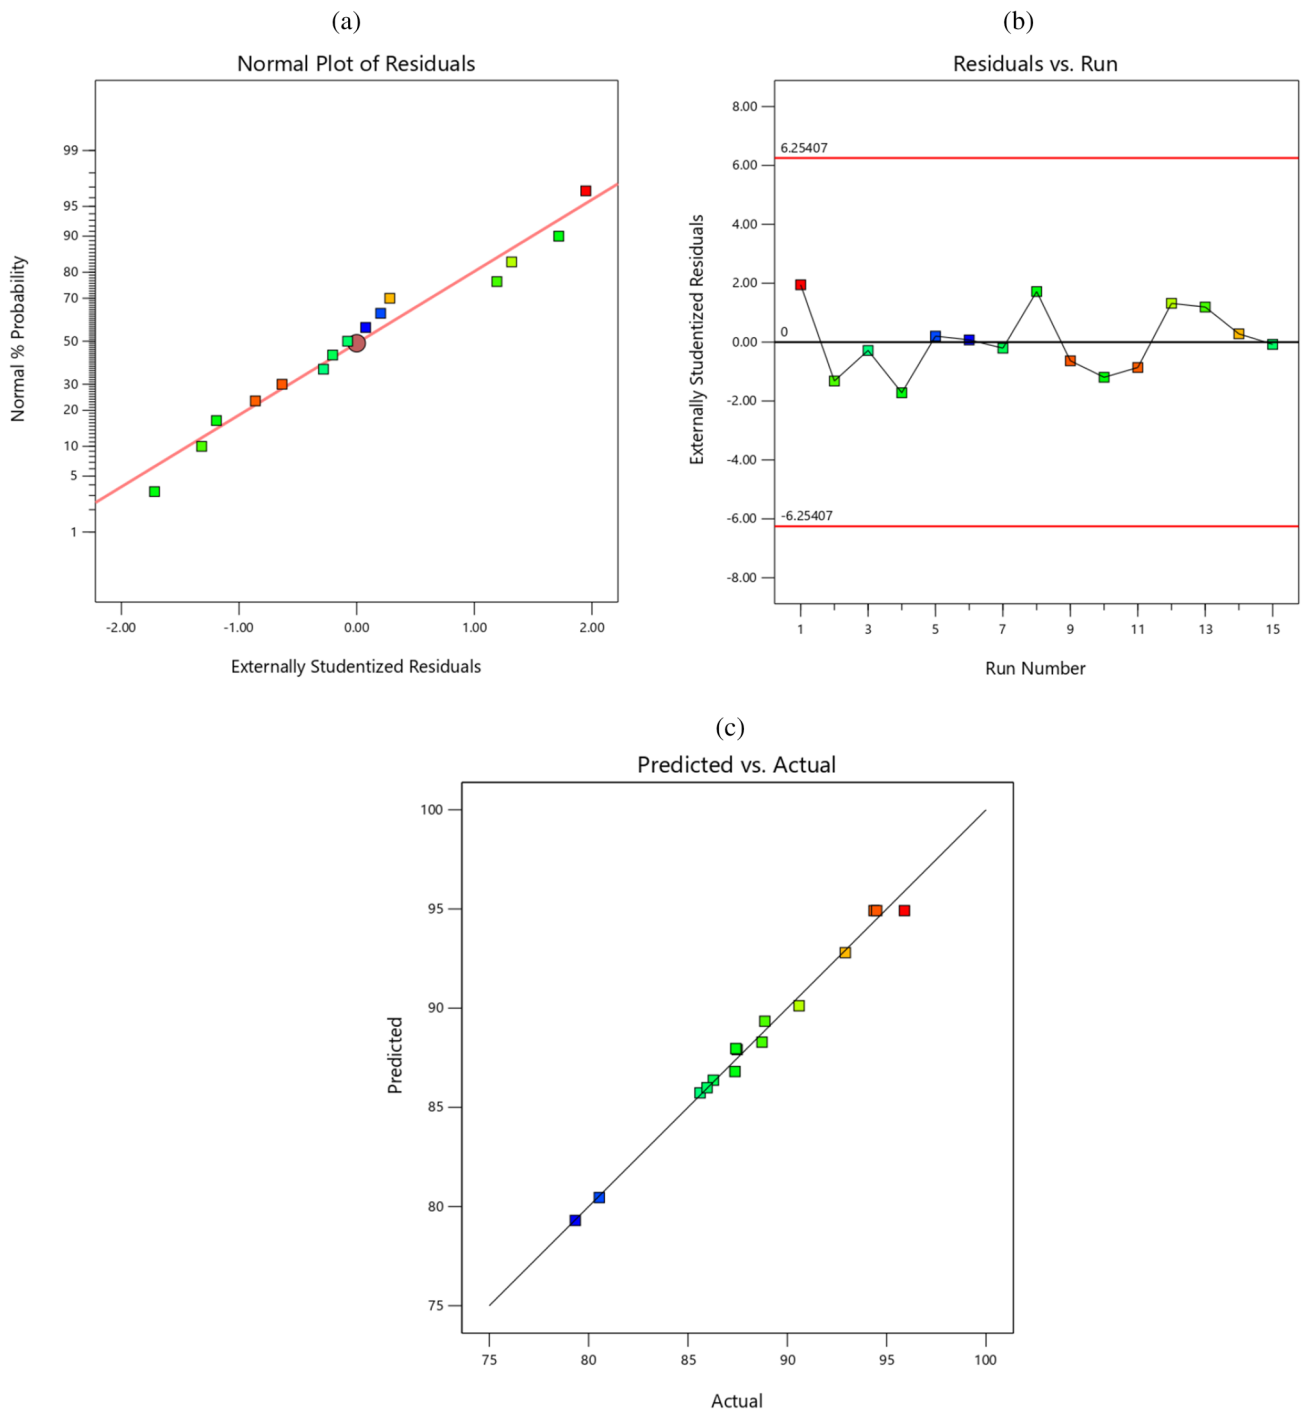 (a)
Normal Plot of Residuals
99
95
90
80
70
50
30
20
10
5
1
Normal % Probability
-2.00 -1.00 0.00 1.00 2.00
Externally Studentized Residuals
(b)
Residuals vs. Run
8.00
6.00
4.00
2.00
0.00
-2.00
-4.00
-6.00
-8.00
6.25407
0
-6.25407
Externally Studentized Residuals
1 3 5 7 9 11 13 15
Run Number
(c)
Predicted vs. Actual
100
95
90
85
80
75
Predicted
75 80 85 90 95 100
Actual